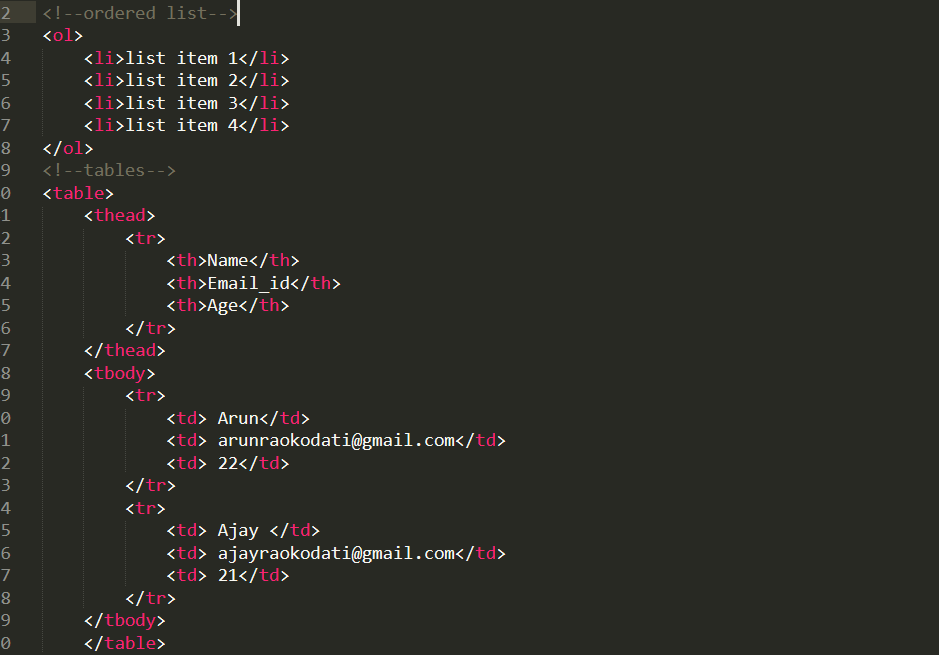 2 <!--ordered list-->
3 <ol>
4     <li>list item 1</li>
5     <li>list item 2</li>
6     <li>list item 3</li>
7     <li>list item 4</li>
8 </ol>
9 <!--tables-->
0 <table>
1     <thead>
2         <tr>
3             <th>Name</th>
4             <th>Email_id</th>
5             <th>Age</th>
6         </tr>
7     </thead>
8     <tbody>
9         <tr>
0             <td> Arun</td>
1             <td> arunraokodati@gmail.com</td>
2             <td> 22</td>
3         </tr>
4         <tr>
5             <td> Ajay </td>
6             <td> ajayraokodati@gmail.com</td>
7             <td> 21</td>
8         </tr>
9     </tbody>
0     </table>